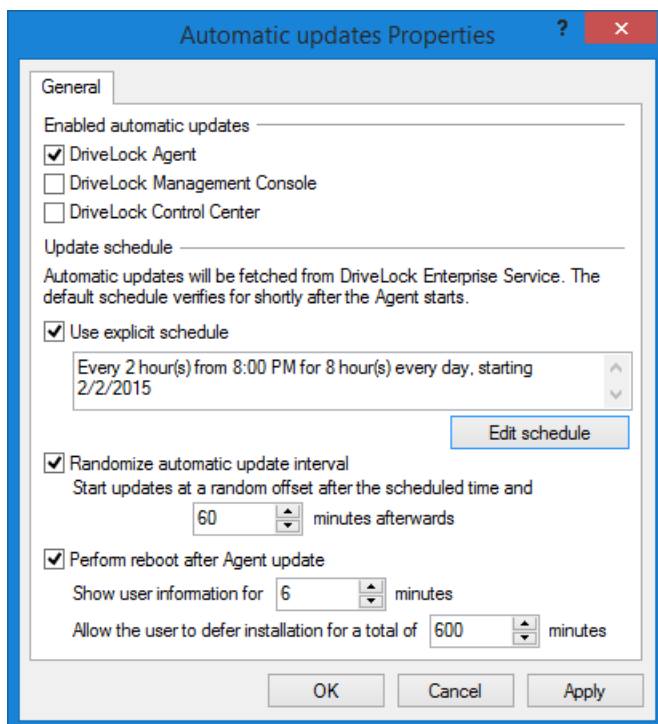 Automatic updates Properties
?
General
Enabled automatic updates
DriveLock Agent
DriveLock Management Console
DriveLock Control Center
Update schedule
Automatic updates will be fetched from DriveLock Enterprise Service. The
default schedule verifies for shortly after the Agent starts.
Use explicit schedule
Every 2 hour(s) from 8:00 PM for 8 hour(s) every day, starting
2/2/2015
Edit schedule
Randomize automatic update interval
Start updates at a random offset after the scheduled time and
60 minutes afterwards
Perform reboot after Agent update
Show user information for 6 minutes
Allow the user to defer installation for a total of 600 minutes
OK Cancel Apply